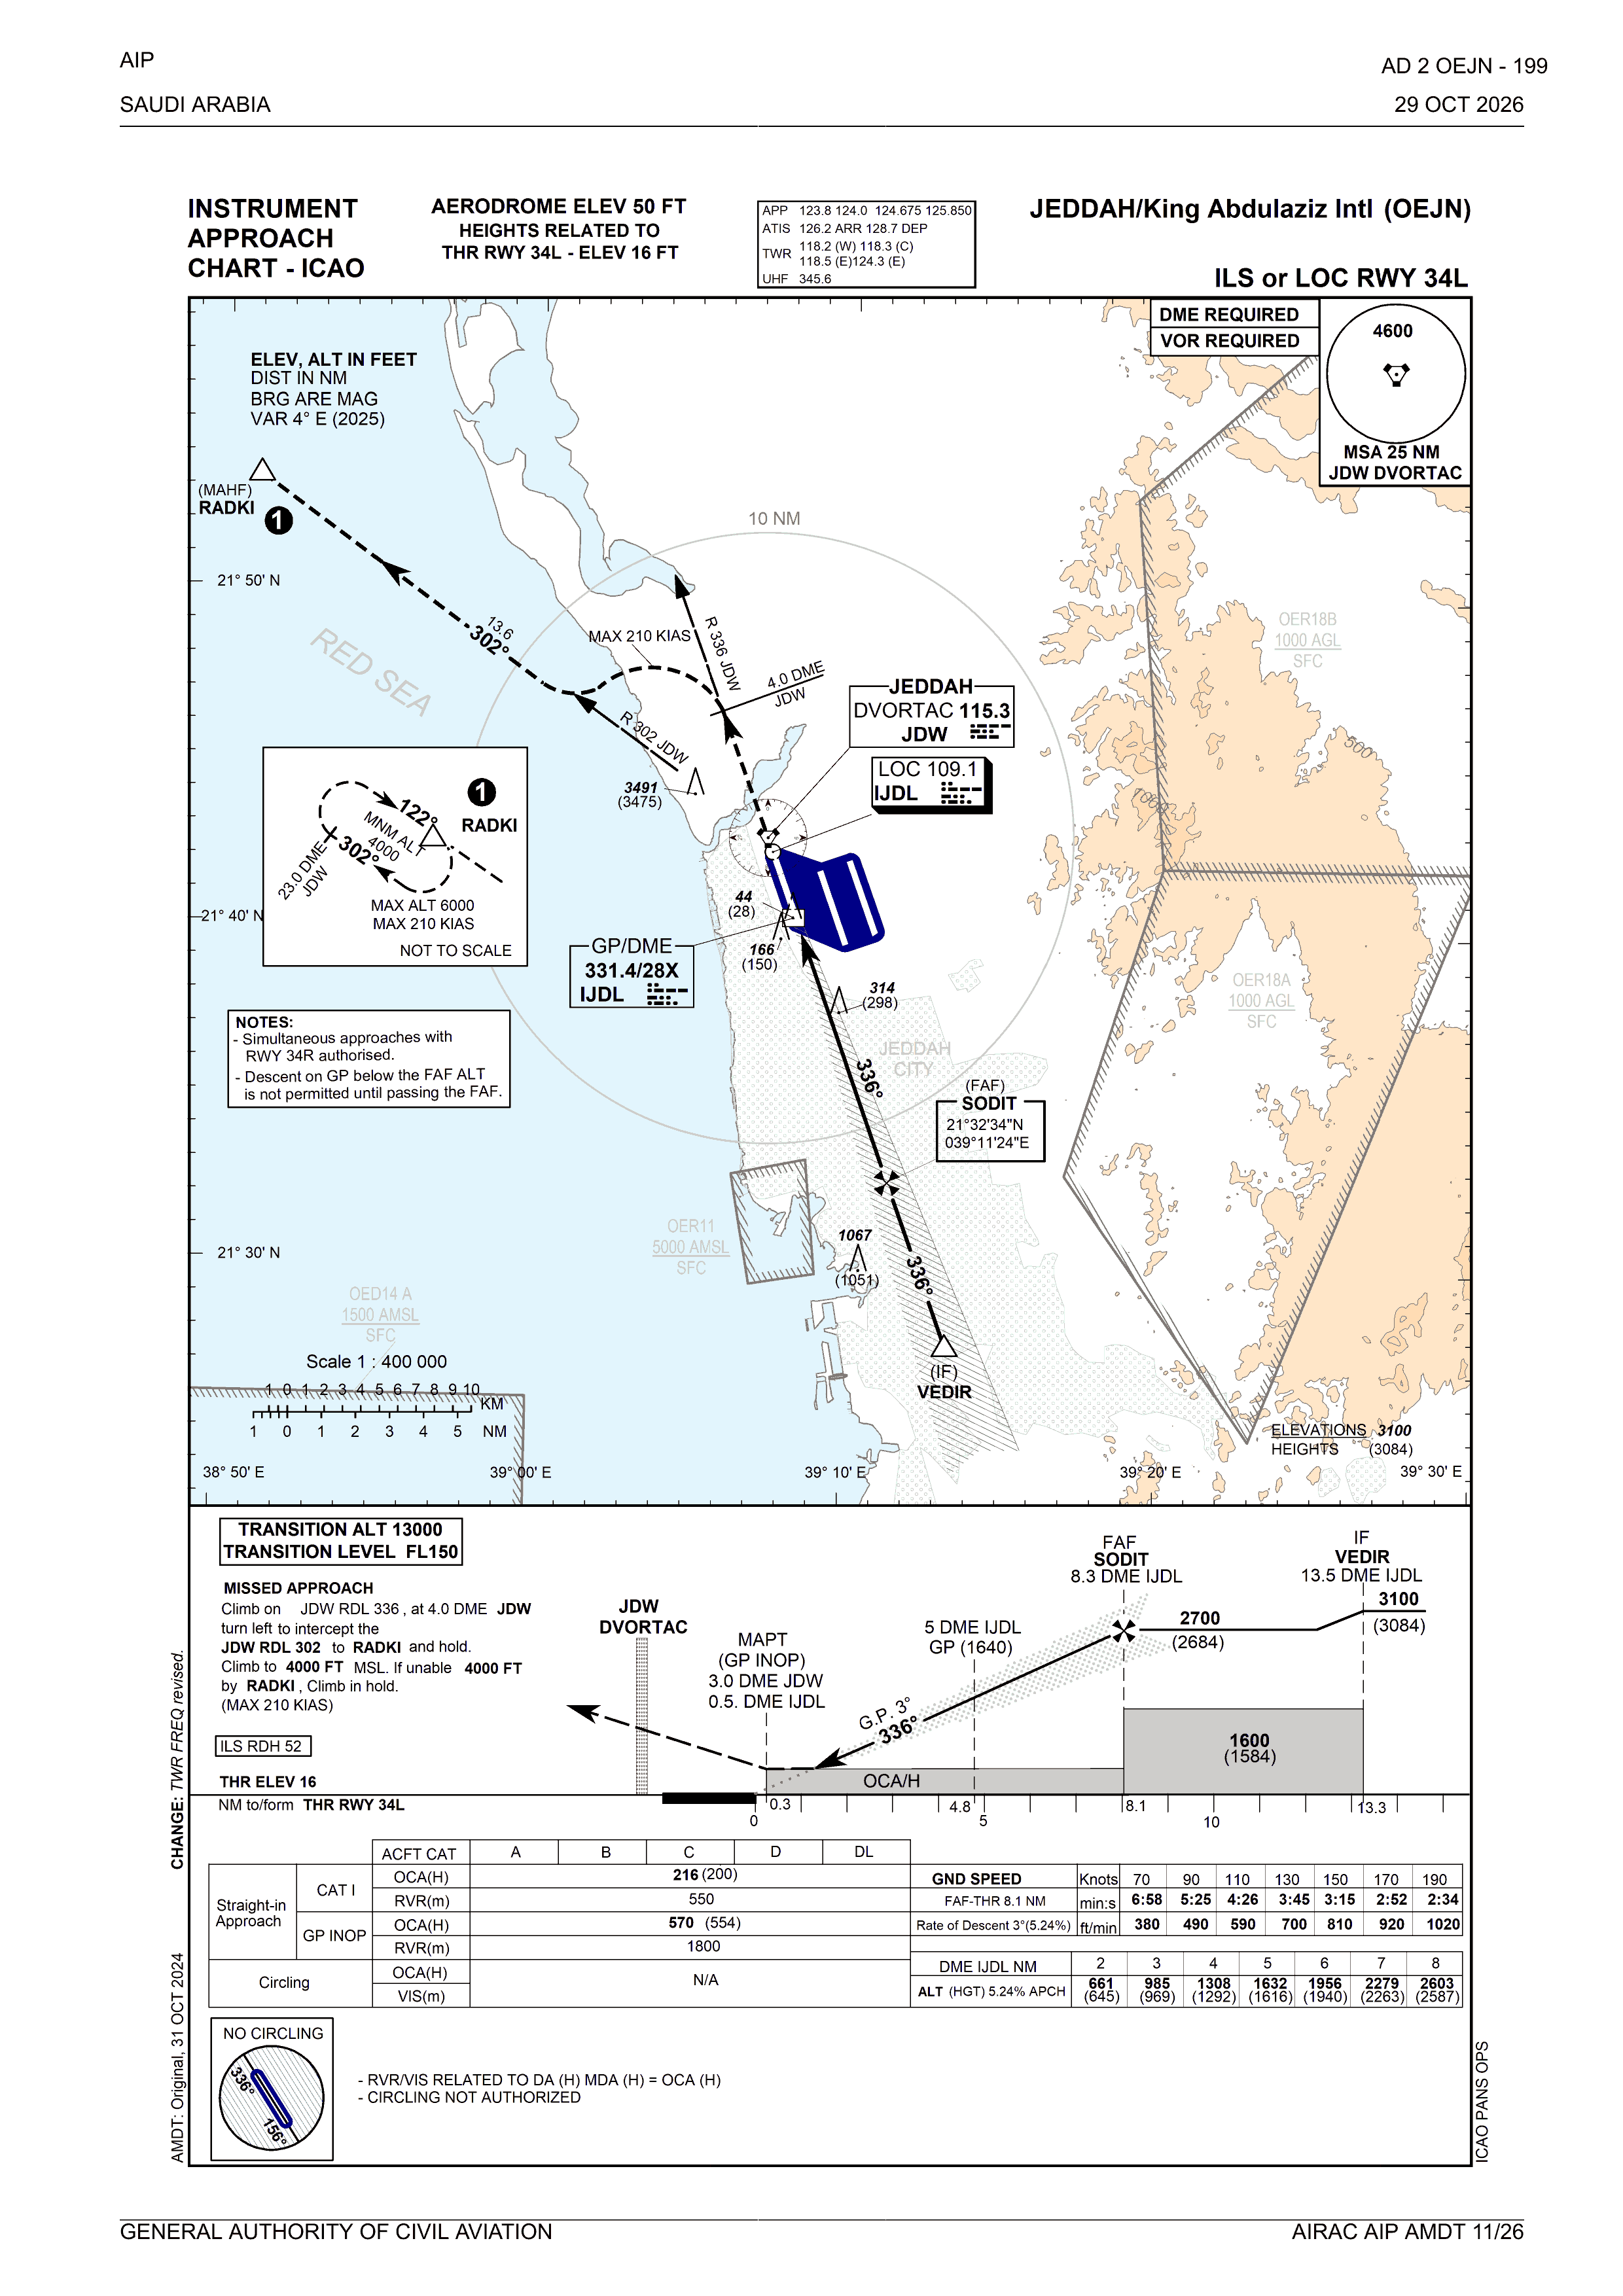 AIP
AD 2 OEJN - 199
SAUDI ARABIA
29 OCT 2026
INSTRUMENT
APPROACH
CHART - ICAO
AERODROME ELEV 50 FT
HEIGHTS RELATED TO
THR RWY 34L - ELEV 16 FT
APP 123.8 124.0 124.675 125.850
ATIS 126.2 ARR 128.7 DEP
TWR 118.2 (W) 118.3 (C)
118.5 (E)124.3 (E)
UHF 345.6
JEDDAH/King Abdulaziz Intl (OEJN)
ILS or LOC RWY 34L
DME REQUIRED
VOR REQUIRED
4600
MSA 25 NM
JDW DVORTAC
ELEV, ALT IN FEET
DIST IN NM
BRG ARE MAG
VAR 4° E (2025)
(MAHF)
RADKI
1
10 NM
21° 50' N
RED SEA
13.6
302°
MAX 210 KIAS
R 336 JDW
4.0 DME
JDW
R 302 JDW
JEDDAH
DVORTAC 115.3
JDW
LOC 109.1
IJDL
3491
(3475)
OER18B
1000 AGL
SFC
500
1000
1
RADKI
122°
MNM ALT
4000
302°
23.0 DME
JDW
MAX ALT 6000
MAX 210 KIAS
NOT TO SCALE
21° 40' N
44
(28)
166
(150)
GP/DME
331.4/28X
IJDL
314
(298)
OER18A
1000 AGL
SFC
NOTES:
- Simultaneous approaches with
RWY 34R authorised.
- Descent on GP below the FAF ALT
is not permitted until passing the FAF.
JEDDAH
CITY
336°
(FAF)
SODIT
21°32'34"N
039°11'24"E
OER11
5000 AMSL
SFC
1067
(1051)
336°
21° 30' N
OED14 A
1500 AMSL
SFC
Scale 1 : 400 000
1 0 1 2 3 4 5 6 7 8 9 10
KM
1 0 1 2 3 4 5 NM
(IF)
VEDIR
ELEVATIONS 3100
HEIGHTS (3084)
38° 50' E
39° 00' E
39° 10' E
39° 20' E
39° 30' E
TRANSITION ALT 13000
TRANSITION LEVEL FL150
MISSED APPROACH
Climb on JDW RDL 336 , at 4.0 DME JDW
turn left to intercept the
JDW RDL 302 to RADKI and hold.
Climb to 4000 FT MSL. If unable 4000 FT
by RADKI , Climb in hold.
(MAX 210 KIAS)
ILS RDH 52
THR ELEV 16
NM to/form THR RWY 34L
JDW
DVORTAC
MAPT
(GP INOP)
3.0 DME JDW
0.5. DME IJDL
5 DME IJDL
GP (1640)
FAF
SODIT
8.3 DME IJDL
IF
VEDIR
13.5 DME IJDL
3100
(3084)
2700
(2684)
G.P. 3°
336°
1600
(1584)
OCA/H
0.3
4.8
8.1
13.3
0
5
10
ACFT CAT A B C D DL
Straight-in
Approach
CAT I
OCA(H) 216 (200)
RVR(m) 550
GP INOP
OCA(H) 570 (554)
RVR(m) 1800
Circling
OCA(H)
VIS(m)
N/A
GND SPEED Knots 70 90 110 130 150 170 190
FAF-THR 8.1 NM min:s 6:58 5:25 4:26 3:45 3:15 2:52 2:34
Rate of Descent 3°(5.24%) ft/min 380 490 590 700 810 920 1020
DME IJDL NM 2 3 4 5 6 7 8
ALT (HGT) 5.24% APCH 661 985 1308 1632 1956 2279 2603
(645) (969) (1292) (1616) (1940) (2263) (2587)
NO CIRCLING
336°
156°
- RVR/VIS RELATED TO DA (H) MDA (H) = OCA (H)
- CIRCLING NOT AUTHORIZED
CHANGE: TWR FREQ revised.
AMDT: Original, 31 OCT 2024
ICAO PANS OPS
GENERAL AUTHORITY OF CIVIL AVIATION
AIRAC AIP AMDT 11/26